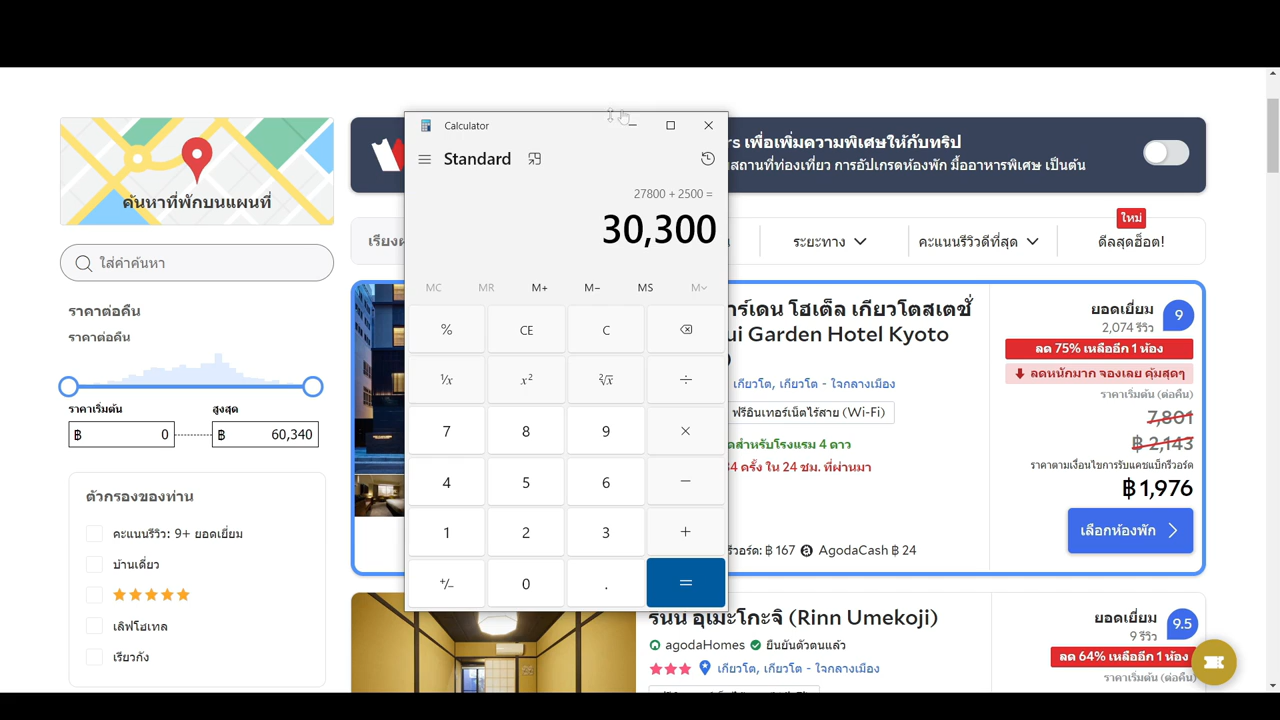 ค้นหาที่พักบนแผนที่
ใส่คำค้นหา
ราคาต่อคืน
ราคาต่อคืน
ราคาเริ่มต้น สูงสุด
฿ 0 ฿ 60,340
ตัวกรองของท่าน
คะแนนรีวิว: 9+ ยอดเยี่ยม
บ้านเดี่ยว
เลิฟโฮเทล
เรียวกัง
Calculator
Standard
27800 + 2500 =
30,300
MC MR M+ M− MS M
% CE C
¹/x x² ²√x ÷
7 8 9 ×
4 5 6 −
1 2 3 +
+/− 0 . =
rs เพื่อเพิ่มความพิเศษให้กับทริป
สถานที่ท่องเที่ยว การอัปเกรดห้องพัก มื้ออาหารพิเศษ เป็นต้น
ใหม่
ระยะทาง คะแนนรีวิวดีที่สุด ดีลสุดฮ็อต!
าร์เดน โฮเต็ล เกียวโตสเตชั่
ui Garden Hotel Kyoto
เกียวโต, เกียวโต - ใจกลางเมือง
ฟรีอินเทอร์เน็ตไร้สาย (Wi-Fi)
ดสำหรับโรงแรม 4 ดาว
4 ครั้ง ใน 24 ชม. ที่ผ่านมา
รีวอร์ด: ฿ 167 AgodaCash ฿ 24
ยอดเยี่ยม 9
2,074 รีวิว
ลด 75% เหลืออีก 1 ห้อง
ลดหนักมาก จองเลย คุ้มสุดๆ
ราคาเริ่มต้น (ต่อคืน)
7,801
฿ 2,143
ราคาตามเงื่อนไขการรับแคชแบ็กรีวอร์ด
฿ 1,976
เลือกห้องพัก
รินน์ อุเมะโกะจิ (Rinn Umekoji)
agodaHomes ยืนยันตัวตนแล้ว
เกียวโต, เกียวโต - ใจกลางเมือง
ยอดเยี่ยม 9.5
9 รีวิว
ลด 64% เหลืออีก 1 ห้อง
ราคาเริ่มต้น (ต่อคืน)